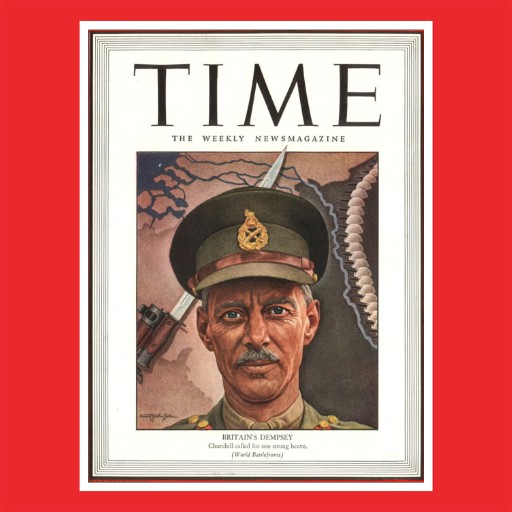 TIME
THE WEEKLY NEWSMAGAZINE
BRITAIN'S DEMPSEY
Churchill called for one strong heave.
(World Battlefronts)